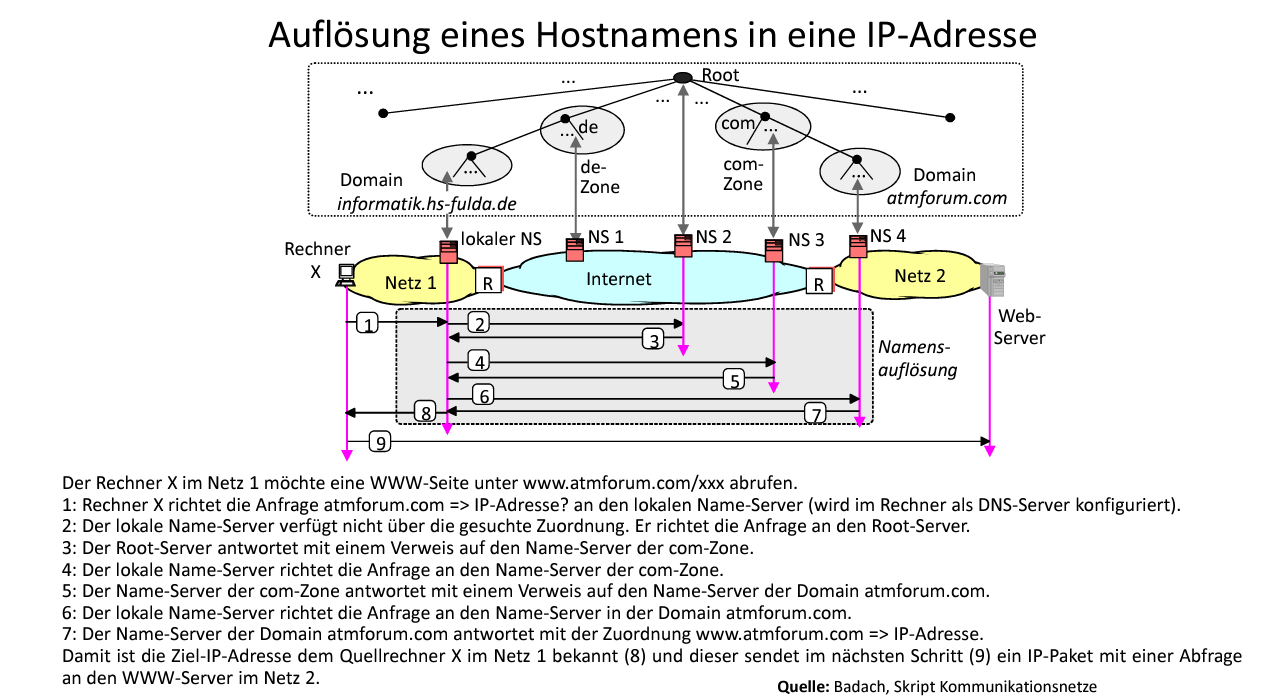 Auflösung eines Hostnamens in eine IP-Adresse
Root
...
...
...
...
...
de
...
com
...
...
...
de-
Zone
com-
Zone
Domain
informatik.hs-fulda.de
Domain
atmforum.com
Rechner
X
lokaler NS
NS 1
NS 2
NS 3
NS 4
Netz 1
R
Internet
R
Netz 2
Web-
Server
1
2
3
4
5
6
7
8
9
Namens-
auflösung
Der Rechner X im Netz 1 möchte eine WWW-Seite unter www.atmforum.com/xxx abrufen.
1: Rechner X richtet die Anfrage atmforum.com => IP-Adresse? an den lokalen Name-Server (wird im Rechner als DNS-Server konfiguriert).
2: Der lokale Name-Server verfügt nicht über die gesuchte Zuordnung. Er richtet die Anfrage an den Root-Server.
3: Der Root-Server antwortet mit einem Verweis auf den Name-Server der com-Zone.
4: Der lokale Name-Server richtet die Anfrage an den Name-Server der com-Zone.
5: Der Name-Server der com-Zone antwortet mit einem Verweis auf den Name-Server der Domain atmforum.com.
6: Der lokale Name-Server richtet die Anfrage an den Name-Server in der Domain atmforum.com.
7: Der Name-Server der Domain atmforum.com antwortet mit der Zuordnung www.atmforum.com => IP-Adresse.
Damit ist die Ziel-IP-Adresse dem Quellrechner X im Netz 1 bekannt (8) und dieser sendet im nächsten Schritt (9) ein IP-Paket mit einer Abfrage
an den WWW-Server im Netz 2.
Quelle: Badach, Skript Kommunikationsnetze